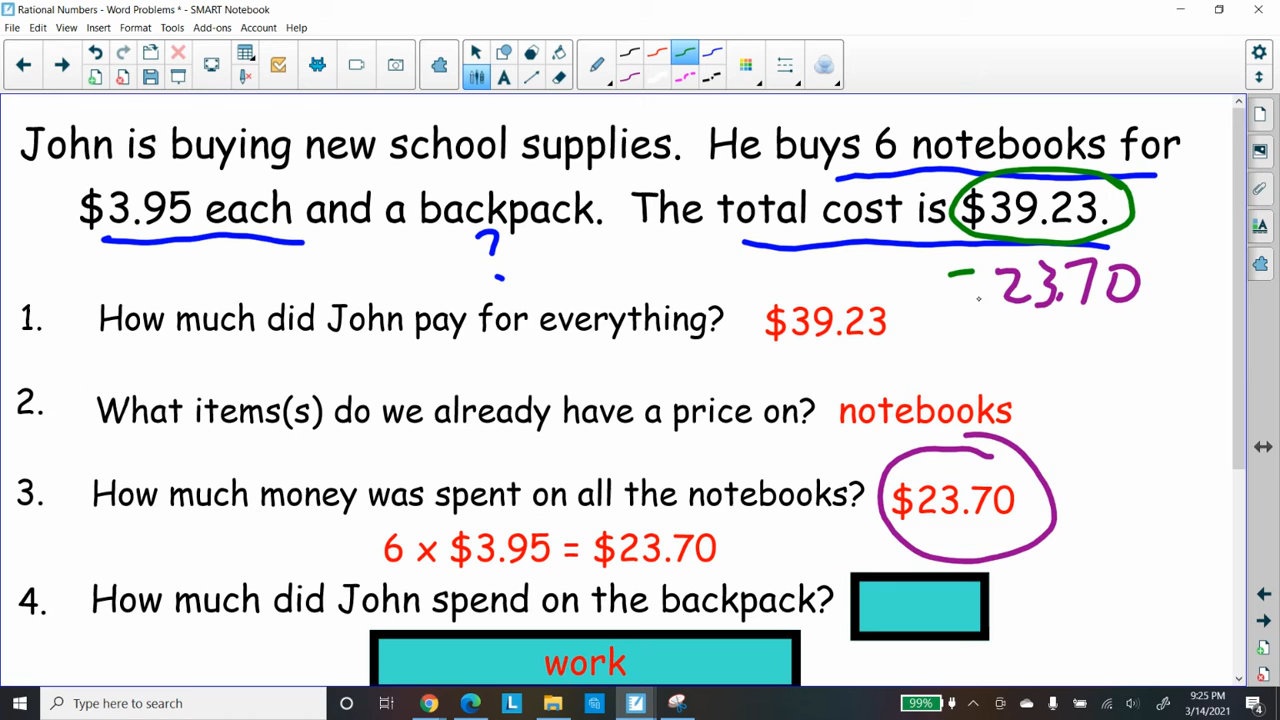 Rational Numbers - Word Problems * - SMART Notebook
File Edit View Insert Format Tools Add-ons Account Help
John is buying new school supplies. He buys 6 notebooks for
$3.95 each and a backpack. The total cost is $39.23.
?
- 23.70
1. How much did John pay for everything? $39.23
2. What items(s) do we already have a price on? notebooks
3. How much money was spent on all the notebooks? $23.70
6 x $3.95 = $23.70
4. How much did John spend on the backpack?
work
Type here to search
99%
9:25 PM
3/14/2021
4